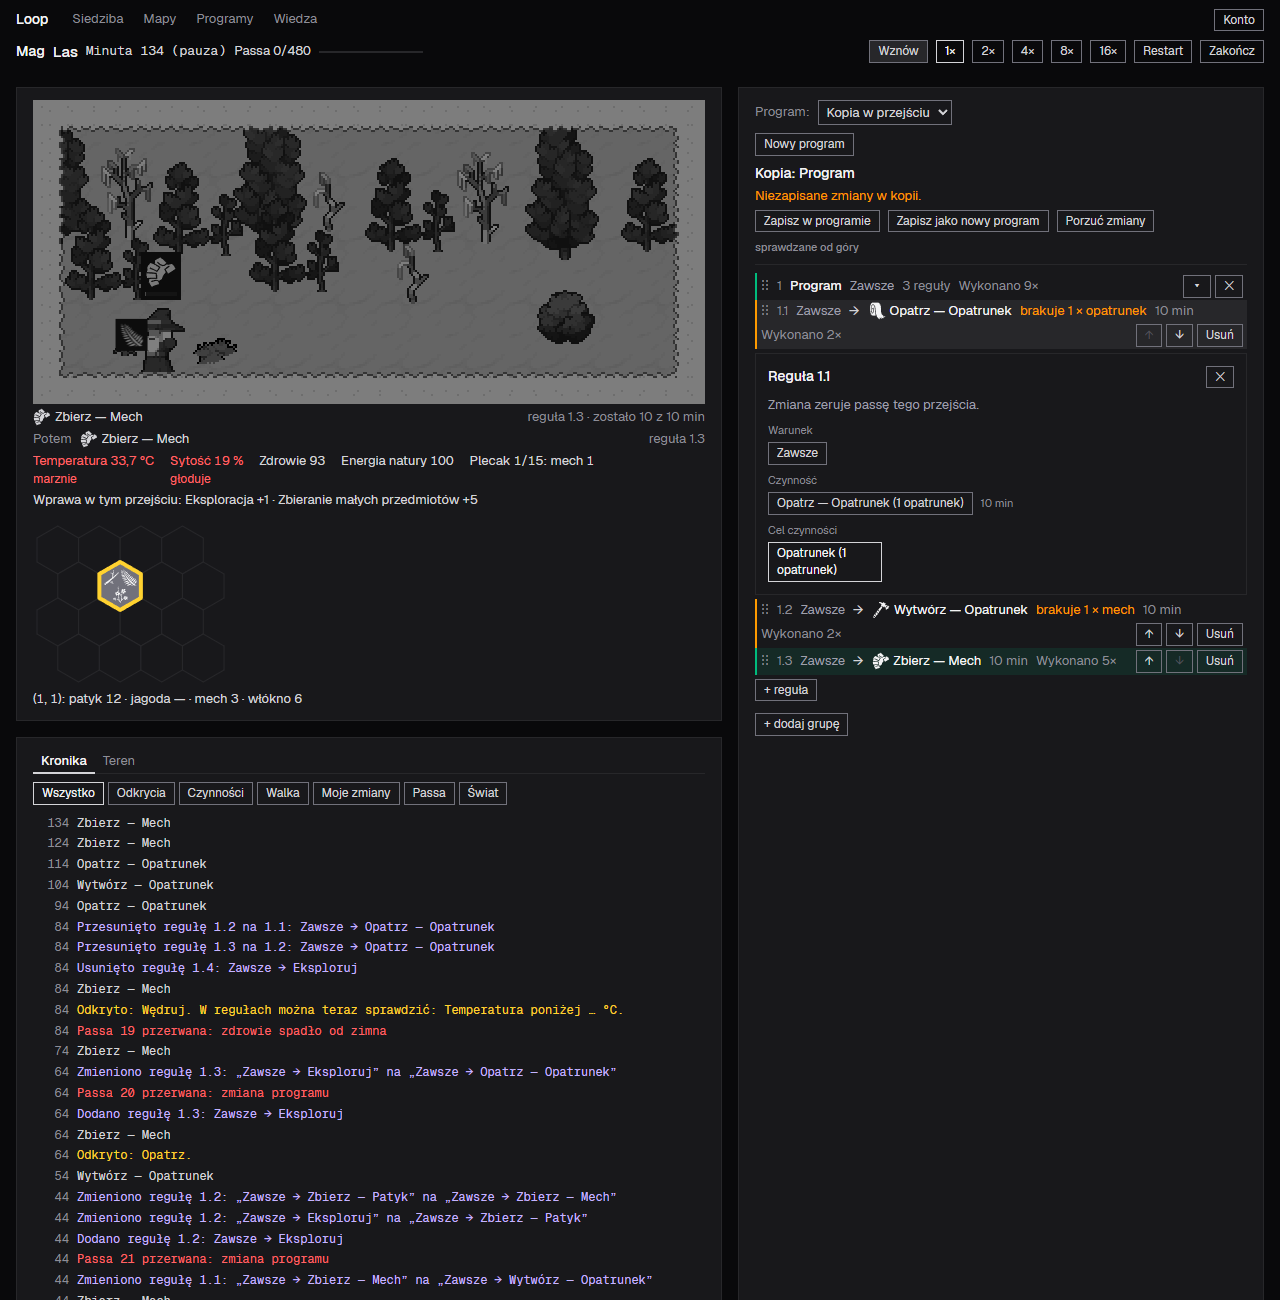 Loop Siedziba Mapy Programy Wiedza Konto
Mag Las Minuta 134 (pauza) Passa 0/480 Wznów 1× 2× 4× 8× 16× Restart Zakończ
Zbierz — Mech reguła 1.3 · zostało 10 z 10 min
Potem Zbierz — Mech reguła 1.3
Temperatura 33,7 °C Sytość 19 % Zdrowie 93 Energia natury 100 Plecak 1/15: mech 1
marznie głoduje
Wprawa w tym przejściu: Eksploracja +1 · Zbieranie małych przedmiotów +5
(1, 1): patyk 12 · jagoda — · mech 3 · włókno 6
Kronika Teren
Wszystko Odkrycia Czynności Walka Moje zmiany Passa Świat
134 Zbierz — Mech
124 Zbierz — Mech
114 Opatrz — Opatrunek
104 Wytwórz — Opatrunek
94 Opatrz — Opatrunek
84 Przesunięto regułę 1.2 na 1.1: Zawsze → Opatrz — Opatrunek
84 Przesunięto regułę 1.3 na 1.2: Zawsze → Opatrz — Opatrunek
84 Usunięto regułę 1.4: Zawsze → Eksploruj
84 Zbierz — Mech
84 Odkryto: Wędruj. W regułach można teraz sprawdzić: Temperatura poniżej … °C.
84 Passa 19 przerwana: zdrowie spadło od zimna
74 Zbierz — Mech
64 Zmieniono regułę 1.3: „Zawsze → Eksploruj” na „Zawsze → Opatrz — Opatrunek”
64 Passa 20 przerwana: zmiana programu
64 Dodano regułę 1.3: Zawsze → Eksploruj
64 Zbierz — Mech
64 Odkryto: Opatrz.
54 Wytwórz — Opatrunek
44 Zmieniono regułę 1.2: „Zawsze → Zbierz — Patyk” na „Zawsze → Zbierz — Mech”
44 Zmieniono regułę 1.2: „Zawsze → Eksploruj” na „Zawsze → Zbierz — Patyk”
44 Dodano regułę 1.2: Zawsze → Eksploruj
44 Passa 21 przerwana: zmiana programu
44 Zmieniono regułę 1.1: „Zawsze → Zbierz — Mech” na „Zawsze → Wytwórz — Opatrunek”
44 Zbierz — Mech
Program: Kopia w przejściu
Nowy program
Kopia: Program
Niezapisane zmiany w kopii.
Zapisz w programie Zapisz jako nowy program Porzuć zmiany
sprawdzane od góry
1 Program Zawsze 3 reguły Wykonano 9×
1.1 Zawsze → Opatrz — Opatrunek brakuje 1 × opatrunek 10 min
Wykonano 2× ↑ ↓ Usuń
Reguła 1.1
Zmiana zeruje passę tego przejścia.
Warunek
Zawsze
Czynność
Opatrz — Opatrunek (1 opatrunek) 10 min
Cel czynności
Opatrunek (1
opatrunek)
1.2 Zawsze → Wytwórz — Opatrunek brakuje 1 × mech 10 min
Wykonano 2× ↑ ↓ Usuń
1.3 Zawsze → Zbierz — Mech 10 min Wykonano 5× ↑ ↓ Usuń
+ reguła
+ dodaj grupę